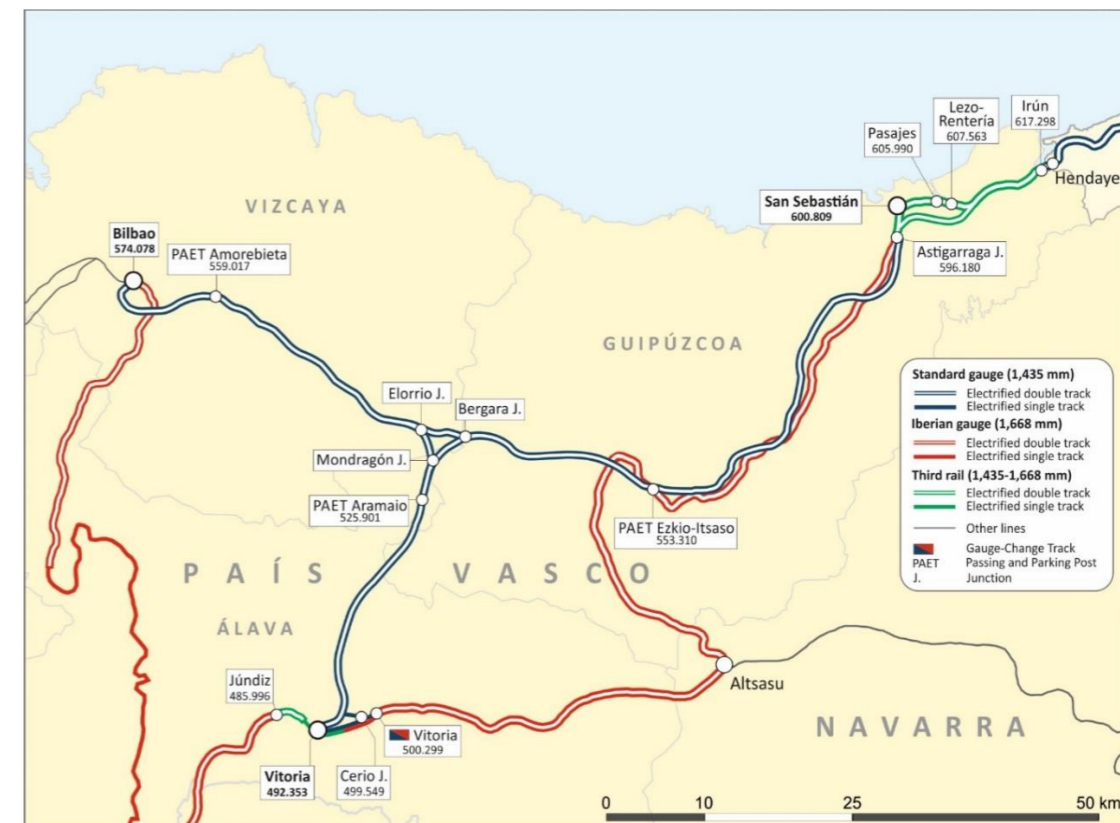 Lezo-
Rentería
607.563
Irún
617.298
Pasajes
605.990
Hendaye
San Sebastián
600.809
VIZCAYA
Bilbao
574.078
PAET Amorebieta
559.017
Astigarraga J.
596.180
GUIPÚZCOA
Elorrio J.
Bergara J.
Mondragón J.
PAET Aramaio
525.901
PAET Ezkio-Itsaso
553.310
PAÍS VASCO
ÁLAVA
Júndiz
485.996
Altsasu
NAVARRA
Vitoria
500.299
Vitoria
492.353
Cerio J.
499.549
Standard gauge (1,435 mm)
Electrified double track
Electrified single track
Iberian gauge (1,668 mm)
Electrified double track
Electrified single track
Third rail (1,435-1,668 mm)
Electrified double track
Electrified single track
Other lines
Gauge-Change Track
PAET Passing and Parking Post
J. Junction
0 10 25 50 km